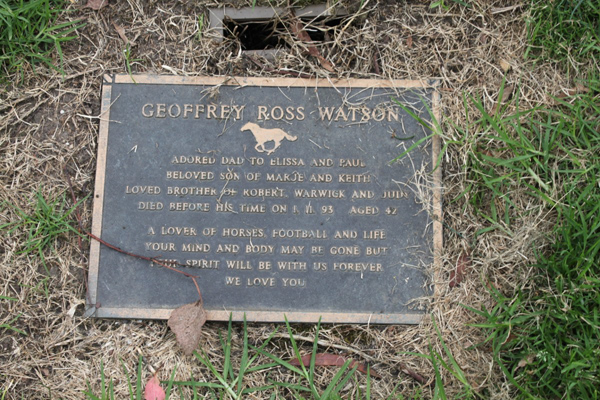 GEOFFREY ROSS WATSON
ADORED DAD TO ELISSA AND PAUL
BELOVED SON OF MARJE AND KEITH
LOVED BROTHER OF ROBERT, WARWICK AND JUDI
DIED BEFORE HIS TIME ON 1. 11. 93 AGED 42
A LOVER OF HORSES, FOOTBALL AND LIFE
YOUR MIND AND BODY MAY BE GONE BUT
YOUR SPIRIT WILL BE WITH US FOREVER
WE LOVE YOU